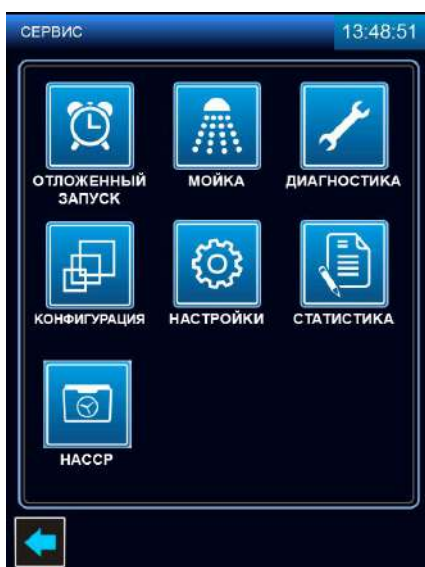 СЕРВИС 13:48:51
ОТЛОЖЕННЫЙ МОЙКА ДИАГНОСТИКА
ЗАПУСК
КОНФИГУРАЦИЯ НАСТРОЙКИ СТАТИСТИКА
НАССР